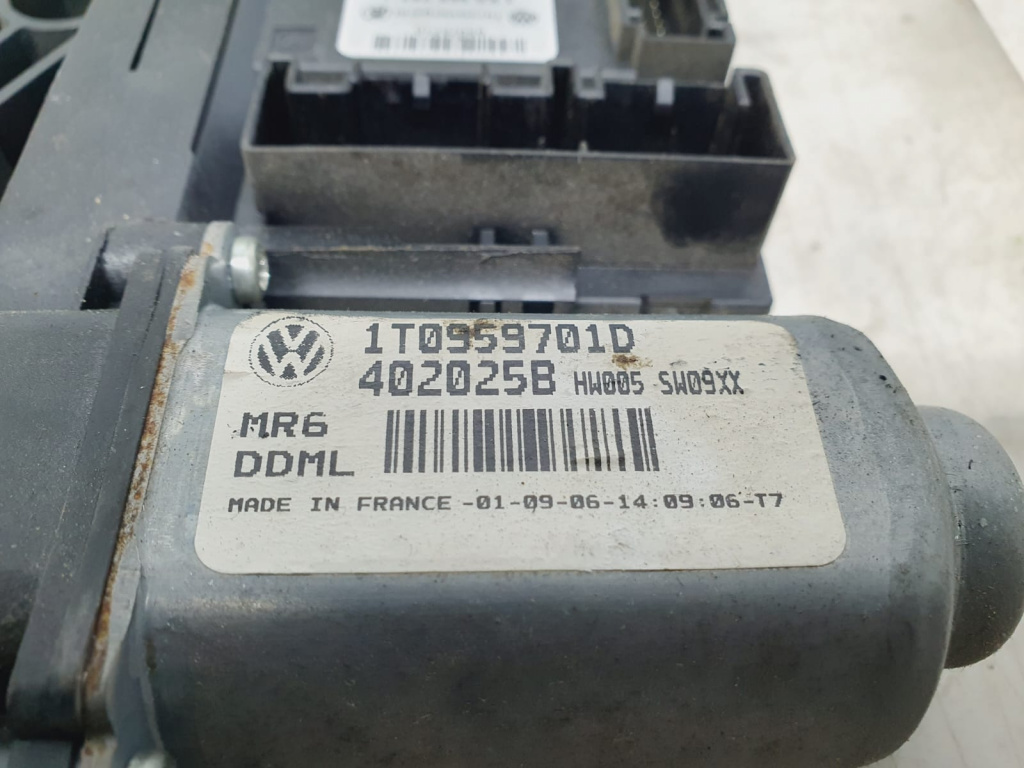 1T0959701D
402025B HW005 SW09XX
MR6
DDML
MADE IN FRANCE -01-09-06-14:09:06-T7